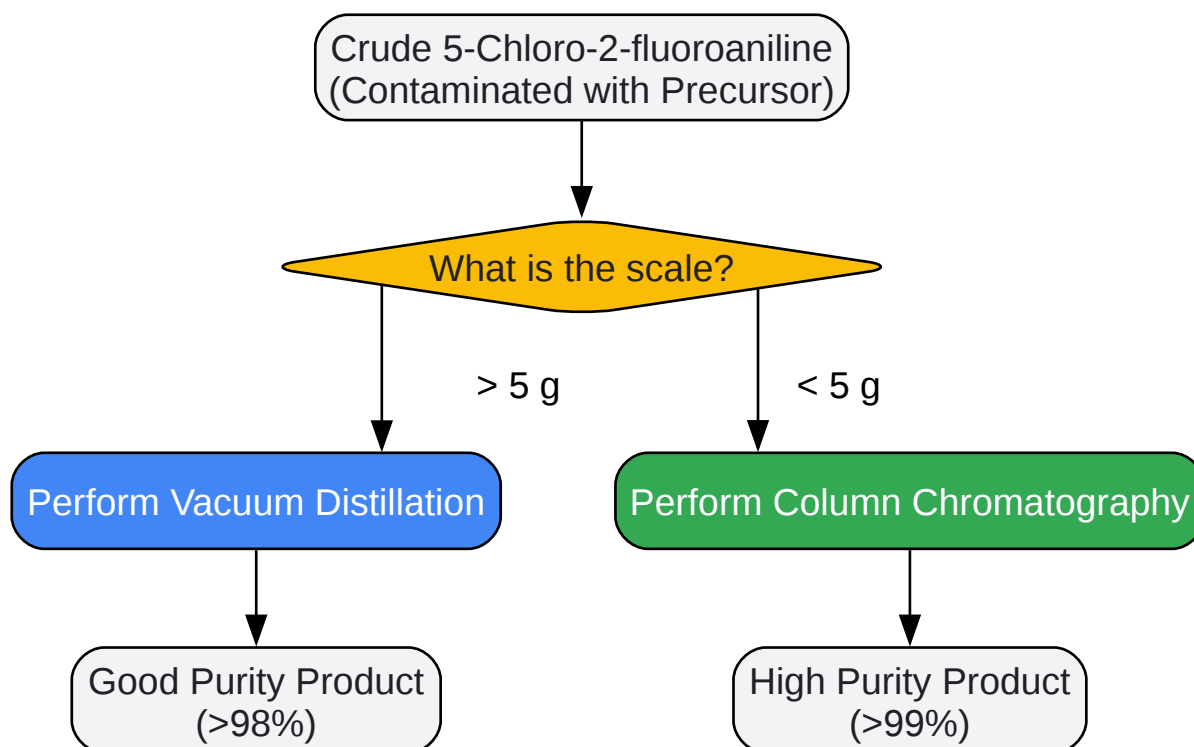 Crude 5-Chloro-2-fluoroaniline
(Contaminated with Precursor)
What is the scale?
> 5 g
< 5 g
Perform Vacuum Distillation
Perform Column Chromatography
Good Purity Product
(>98%)
High Purity Product
(>99%)